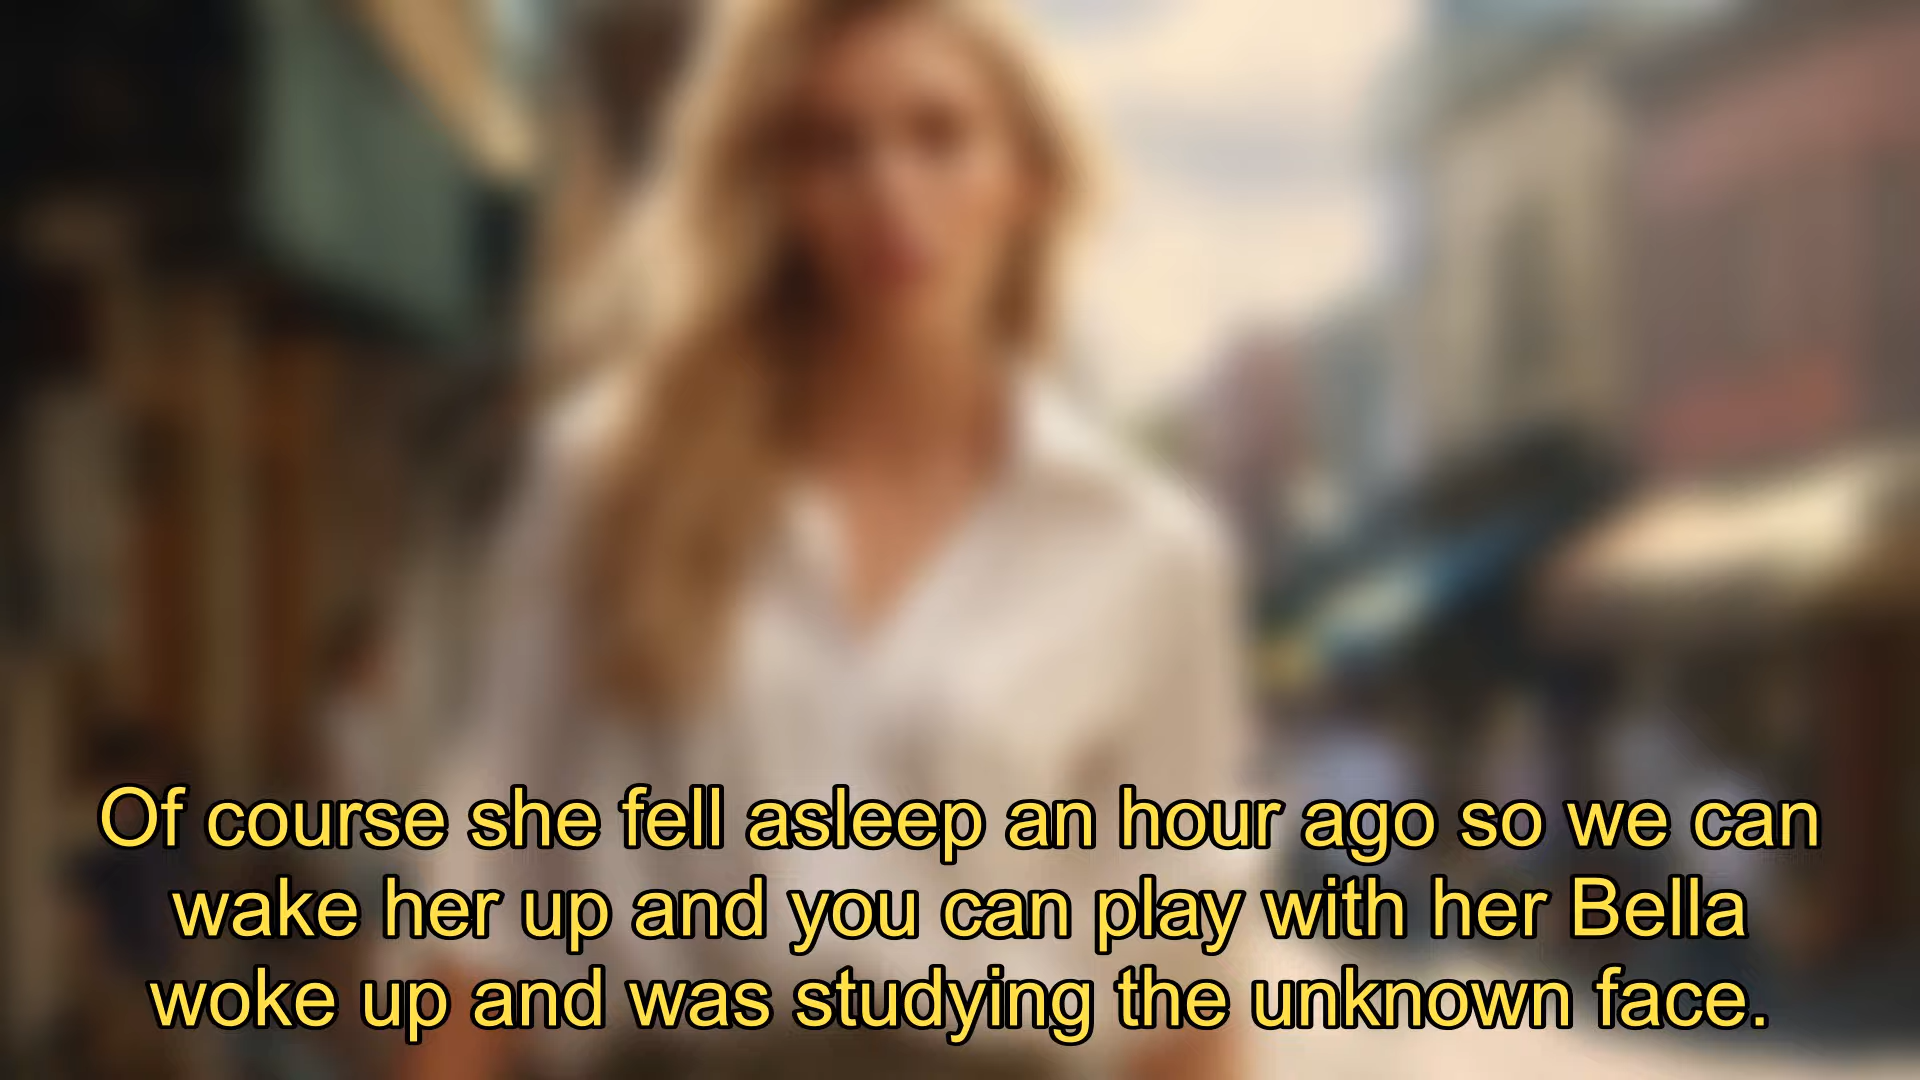 Of course she fell asleep an hour ago so we can
wake her up and you can play with her Bella
woke up and was studying the unknown face.